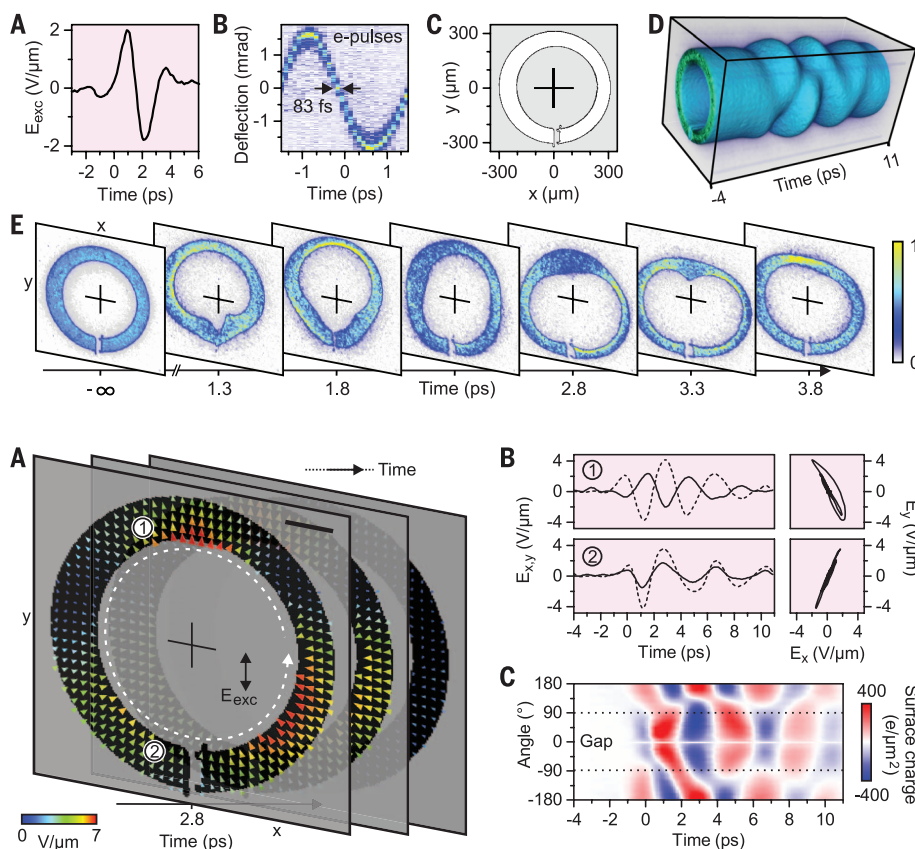 A
E_exc (V/μm)
2
0
-2
-2 0 2 4 6
Time (ps)
B
Deflection (mrad)
1
0
-1
e-pulses
83 fs
-1 0 1
Time (ps)
C
y (μm)
300
150
0
-150
-300
-300 0 300
x (μm)
D
-4
Time (ps)
11
E
x
y
1
0
-∞ 1.3 1.8 Time (ps) 2.8 3.3 3.8
A
Time
1
y
E_exc
2
2.8
x
Time (ps)
0 7
V/μm
B
E_x,y (V/μm)
1
4
0
-4
2
4
0
-4
-4 -2 0 2 4 6 8 10
Time (ps)
4
0
-4
E_y (V/μm)
4
0
-4
-2 0 2
E_x (V/μm)
C
Angle (°)
180
90
0
-90
-180
Gap
-4 -2 0 2 4 6 8 10
Time (ps)
400
-400
Surface charge
(e/μm²)